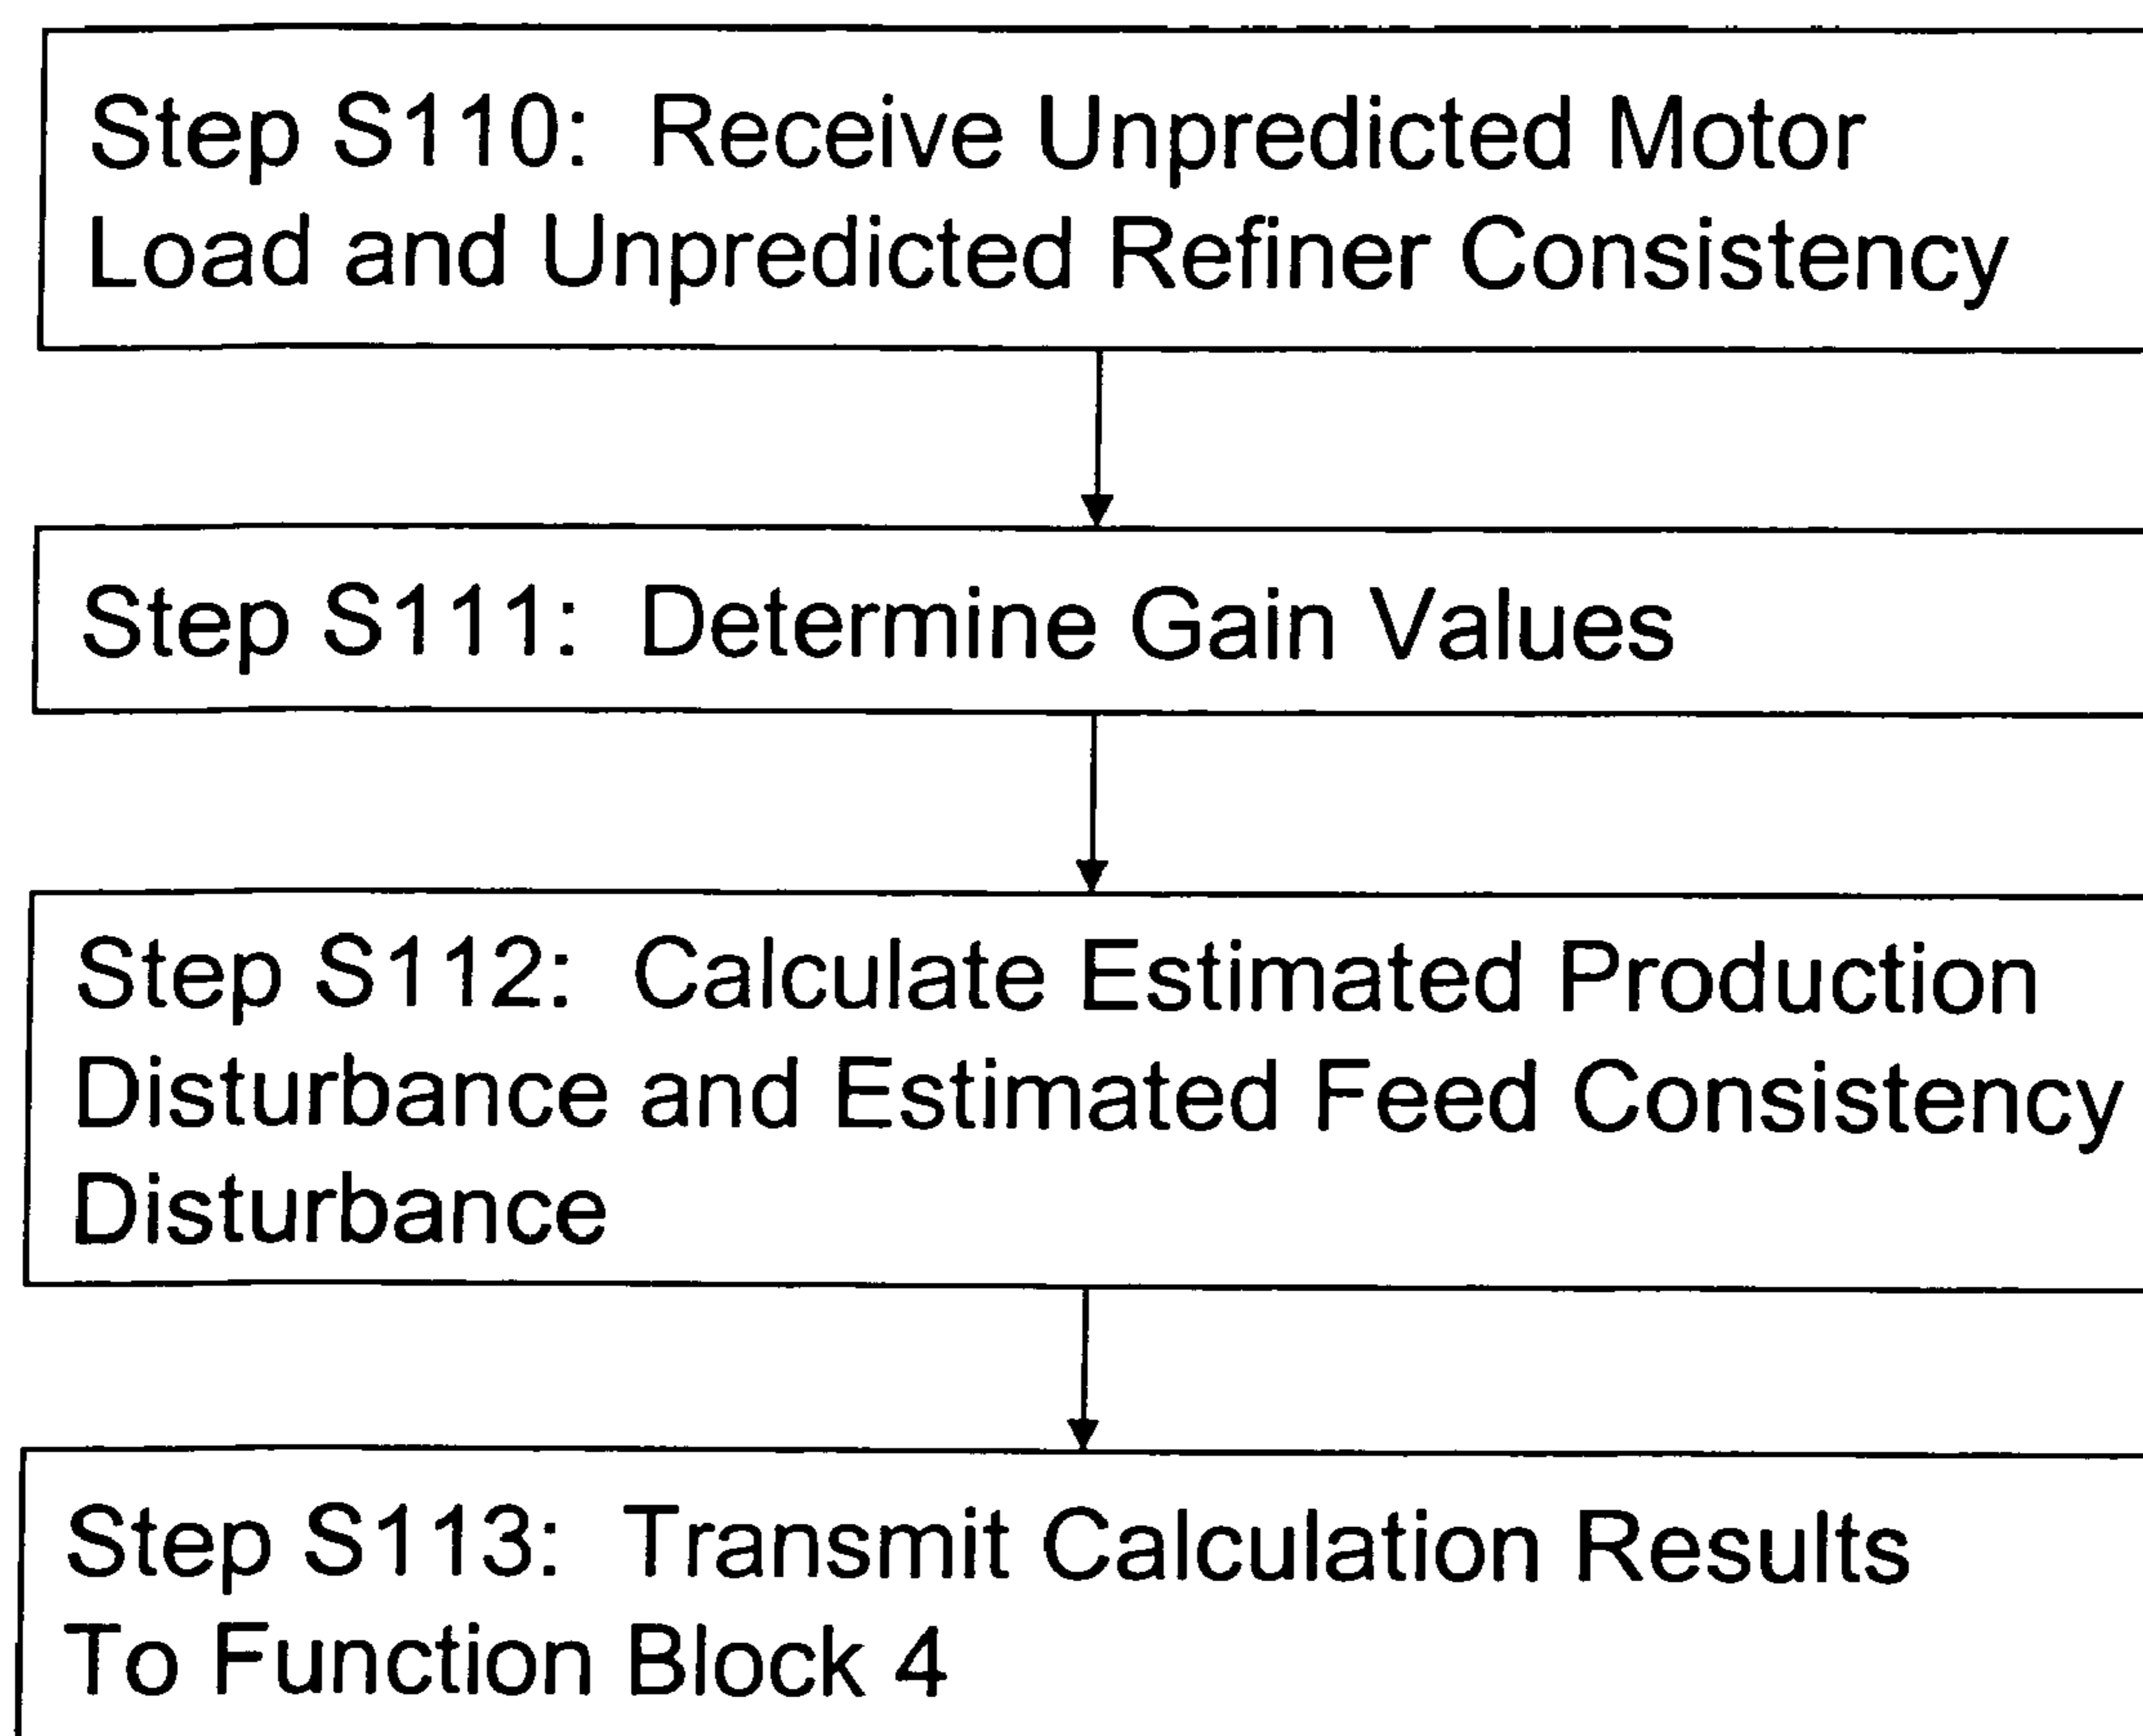 Step S110: Receive Unpredicted Motor
Load and Unpredicted Refiner Consistency
Step S111: Determine Gain Values
Step S112: Calculate Estimated Production
Disturbance and Estimated Feed Consistency
Disturbance
Step S113: Transmit Calculation Results
To Function Block 4